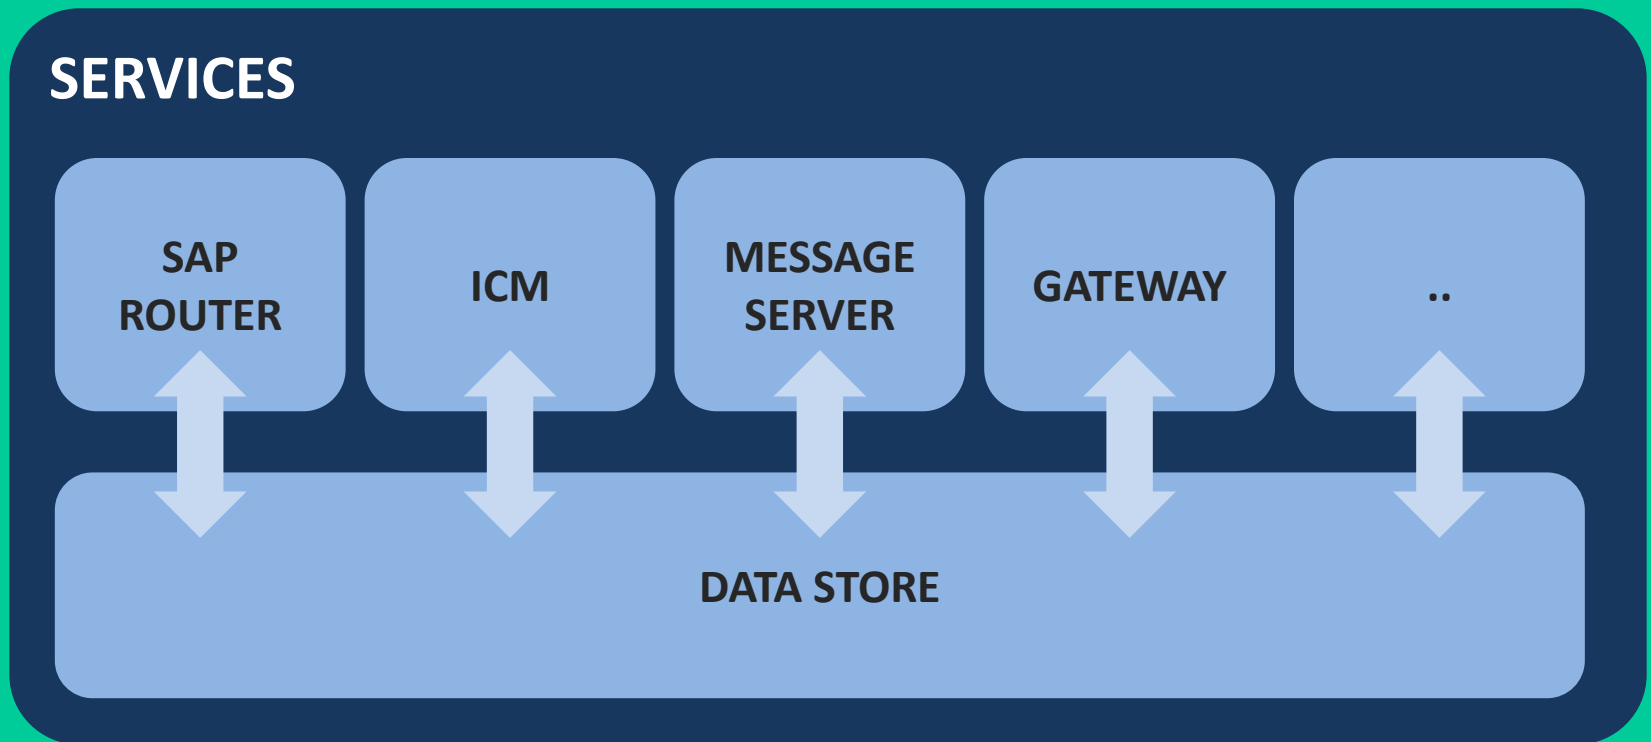 SERVICES
SAP
ROUTER
ICM
MESSAGE
SERVER
GATEWAY
..
DATA STORE